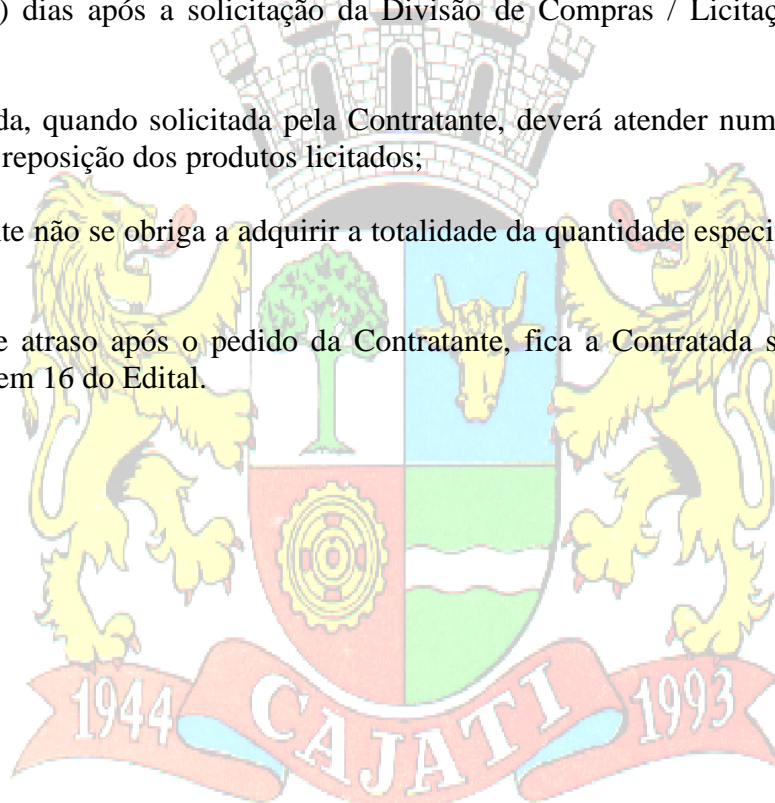 ) dias após a solicitação da Divisão de Compras / Licitaç
da, quando solicitada pela Contratante, deverá atender num
reposição dos produtos licitados;
te não se obriga a adquirir a totalidade da quantidade especi
e atraso após o pedido da Contratante, fica a Contratada s
em 16 do Edital.
1944 CAJATI 1993